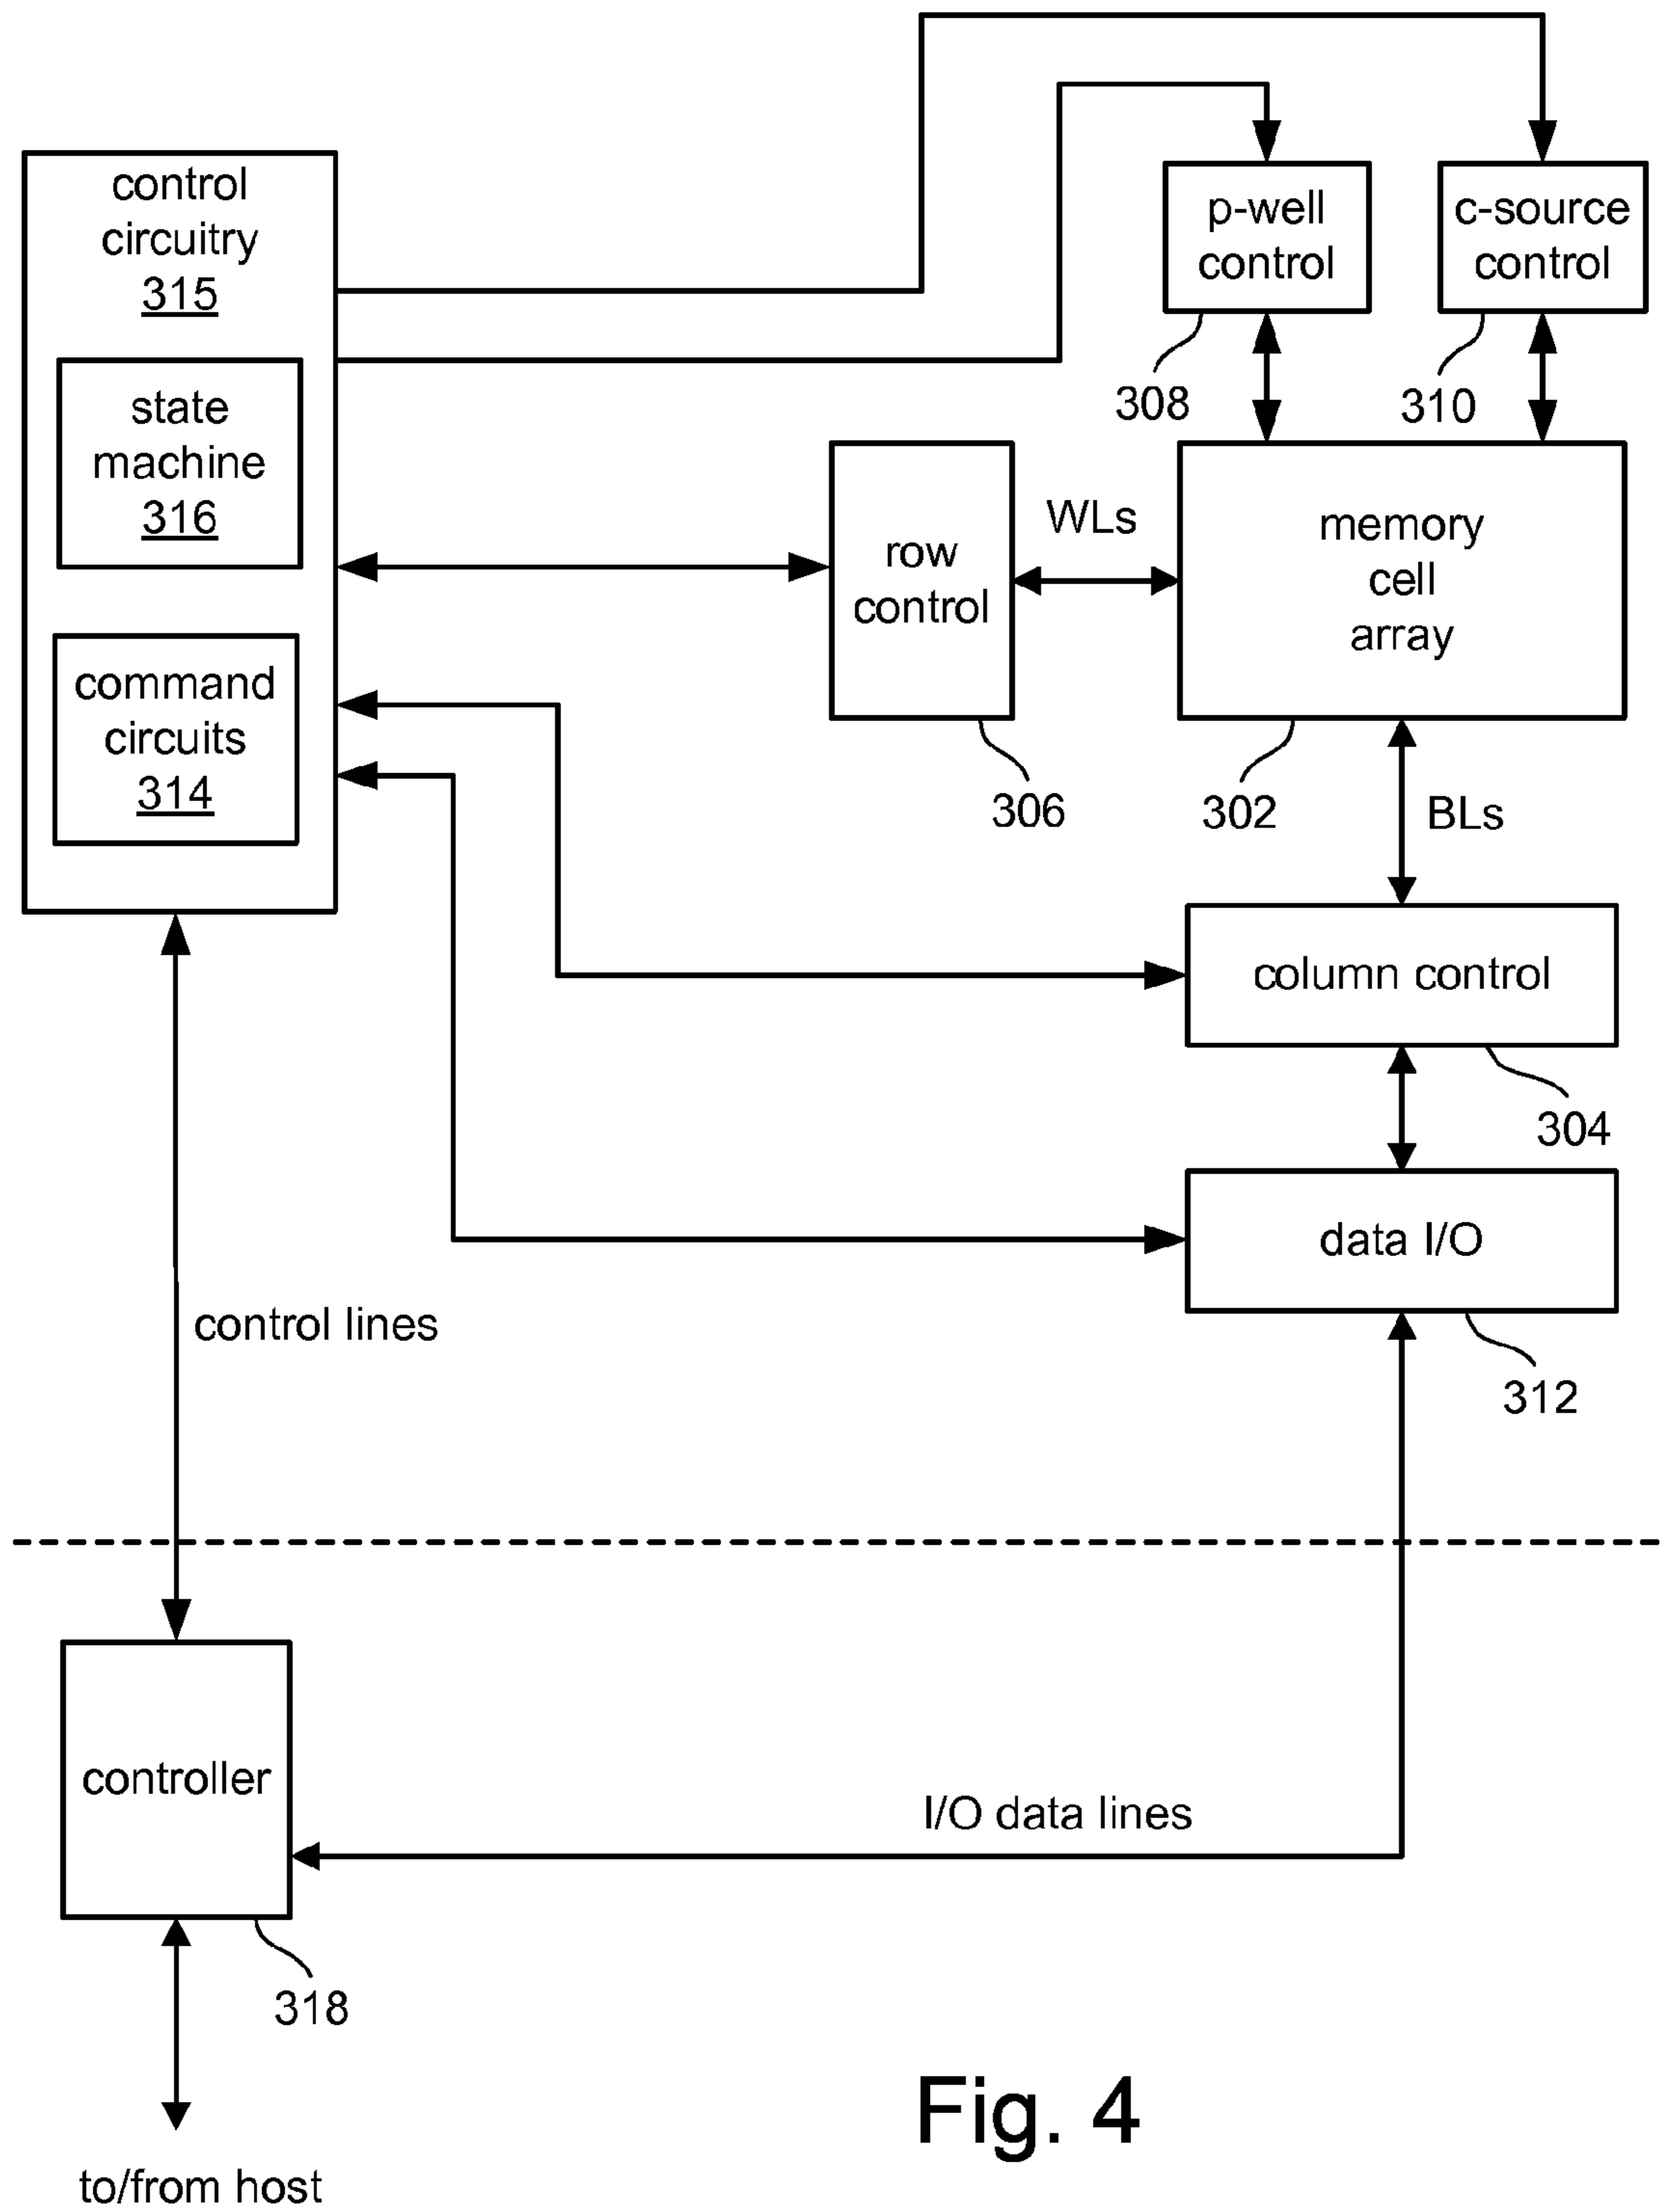 control
circuitry
315
state
machine
316
command
circuits
314
p-well
control
308
c-source
control
310
row
control
306
WLs
memory
cell
array
302
BLs
column control
304
data I/O
312
control lines
controller
318
I/O data lines
to/from host
Fig. 4